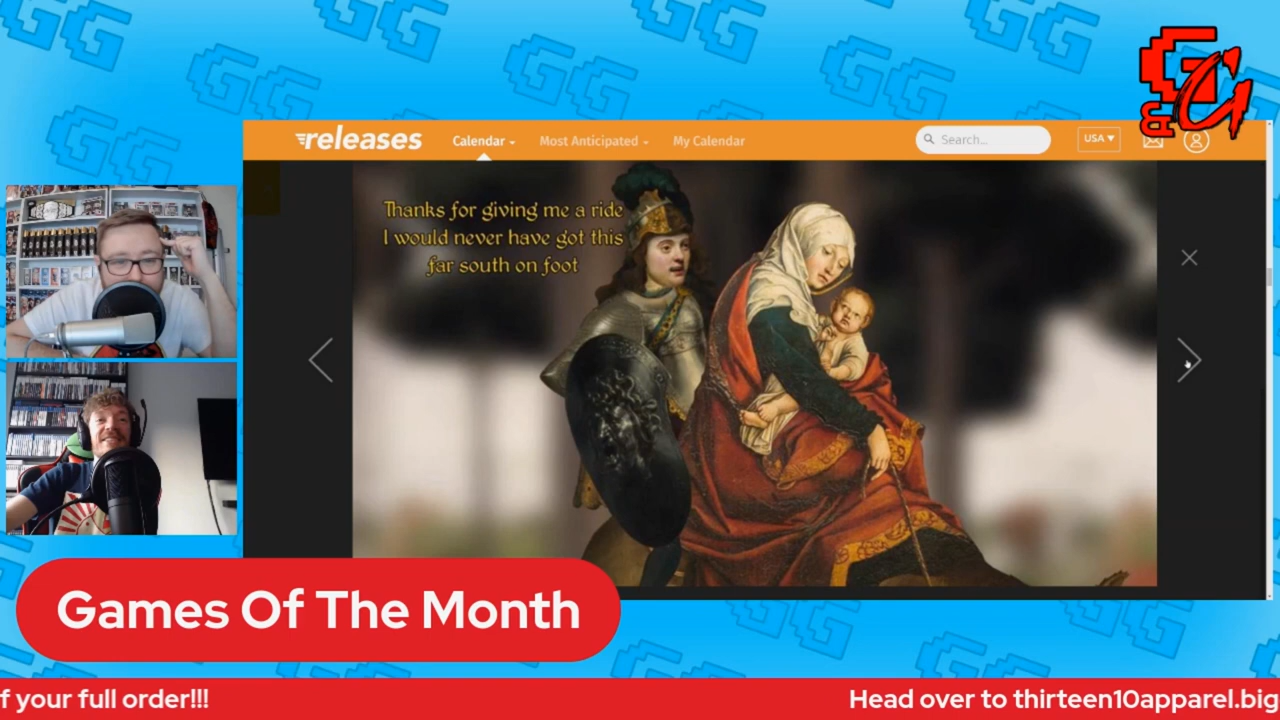 releases
Calendar
Most Anticipated
My Calendar
Search...
USA
Thanks for giving me a ride
I would never have got this
far south on foot
Games Of The Month
f your full order!!!
Head over to thirteen10apparel.big